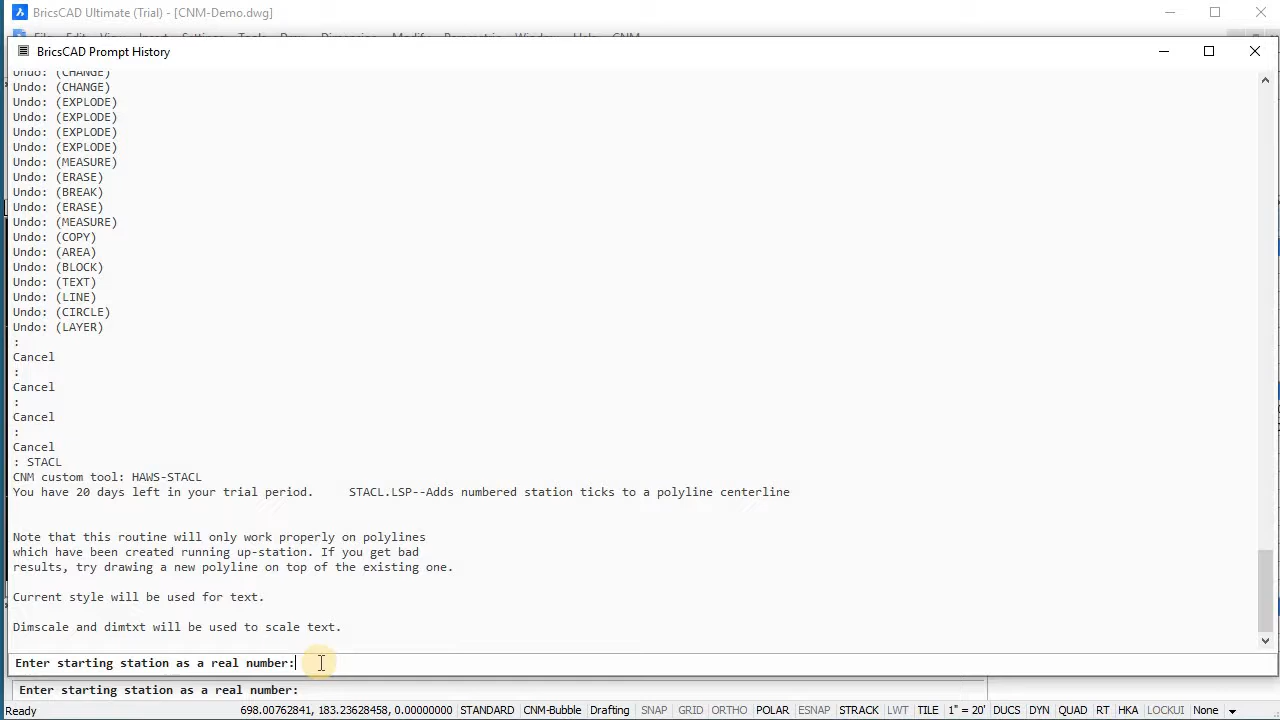 BricsCAD Ultimate (Trial) - [CNM-Demo.dwg]
BricsCAD Prompt History
Undo: (CHANGE)
Undo: (CHANGE)
Undo: (EXPLODE)
Undo: (EXPLODE)
Undo: (EXPLODE)
Undo: (EXPLODE)
Undo: (MEASURE)
Undo: (ERASE)
Undo: (BREAK)
Undo: (ERASE)
Undo: (MEASURE)
Undo: (COPY)
Undo: (AREA)
Undo: (BLOCK)
Undo: (TEXT)
Undo: (LINE)
Undo: (CIRCLE)
Undo: (LAYER)
:
Cancel
:
Cancel
:
Cancel
:
Cancel
: STACL
CNM custom tool: HAWS-STACL
You have 20 days left in your trial period.     STACL.LSP--Adds numbered station ticks to a polyline centerline
Note that this routine will only work properly on polylines
which have been created running up-station. If you get bad
results, try drawing a new polyline on top of the existing one.
Current style will be used for text.
Dimscale and dimtxt will be used to scale text.
Enter starting station as a real number:
Enter starting station as a real number:
Ready 698.00762841, 183.23628458, 0.00000000 STANDARD CNM-Bubble Drafting SNAP GRID ORTHO POLAR ESNAP STRACK LWT TILE 1" = 20' DUCS DYN QUAD RT HKA LOCKUI None